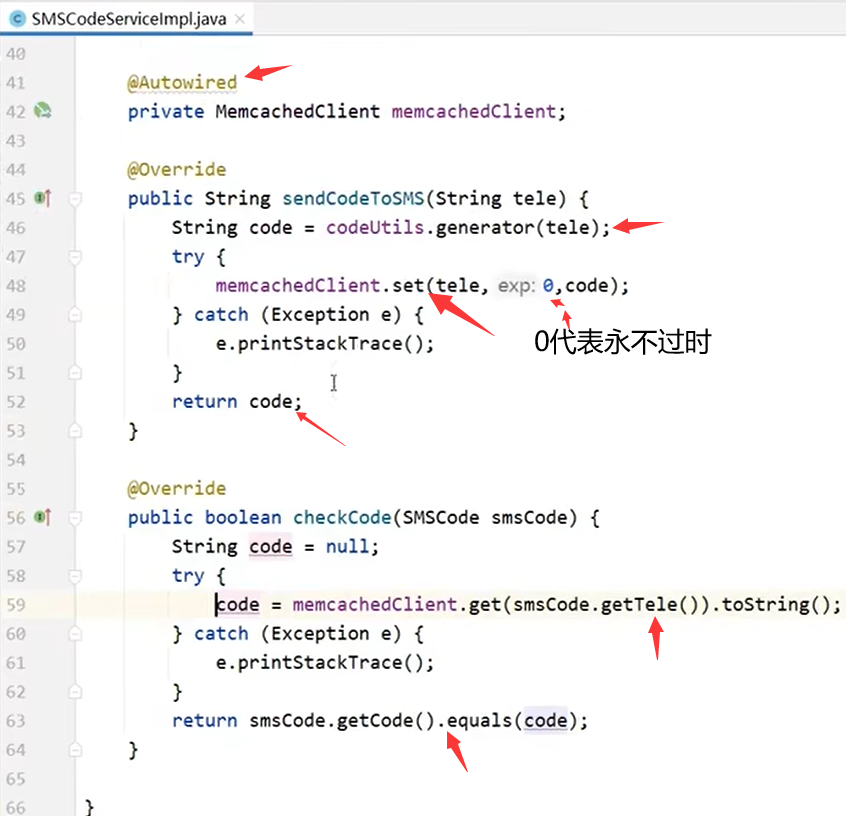 SMSCodeServiceImpl.java
40
41 @Autowired
42 private MemcachedClient memcachedClient;
43
44 @Override
45 public String sendCodeToSMS(String tele) {
46 String code = codeUtils.generator(tele);
47 try {
48 memcachedClient.set(tele, exp: 0,code);
49 } catch (Exception e) {
0代表永不过时
50 e.printStackTrace();
51 }
52 return code;
53 }
54
55 @Override
56 public boolean checkCode(SMSCode smsCode) {
57 String code = null;
58 try {
59 code = memcachedClient.get(smsCode.getTele()).toString();
60 } catch (Exception e) {
61 e.printStackTrace();
62 }
63 return smsCode.getCode().equals(code);
64 }
65
66 }